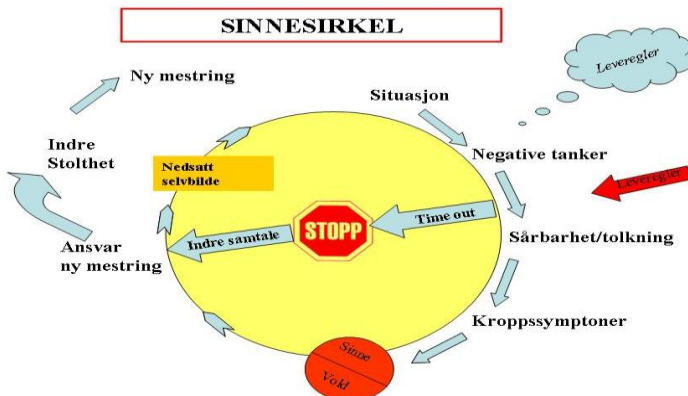 SINNESIRKEL
Leveregler
Ny mestring
Situasjon
Indre
Stolthet
Nedsatt
selvbilde
Negative tanker
Leveregler
Time out
STOPP
Indre samtale
Ansvar
ny mestring
Sårbarhet/tolkning
Kroppssymptoner
Sinne
Vold